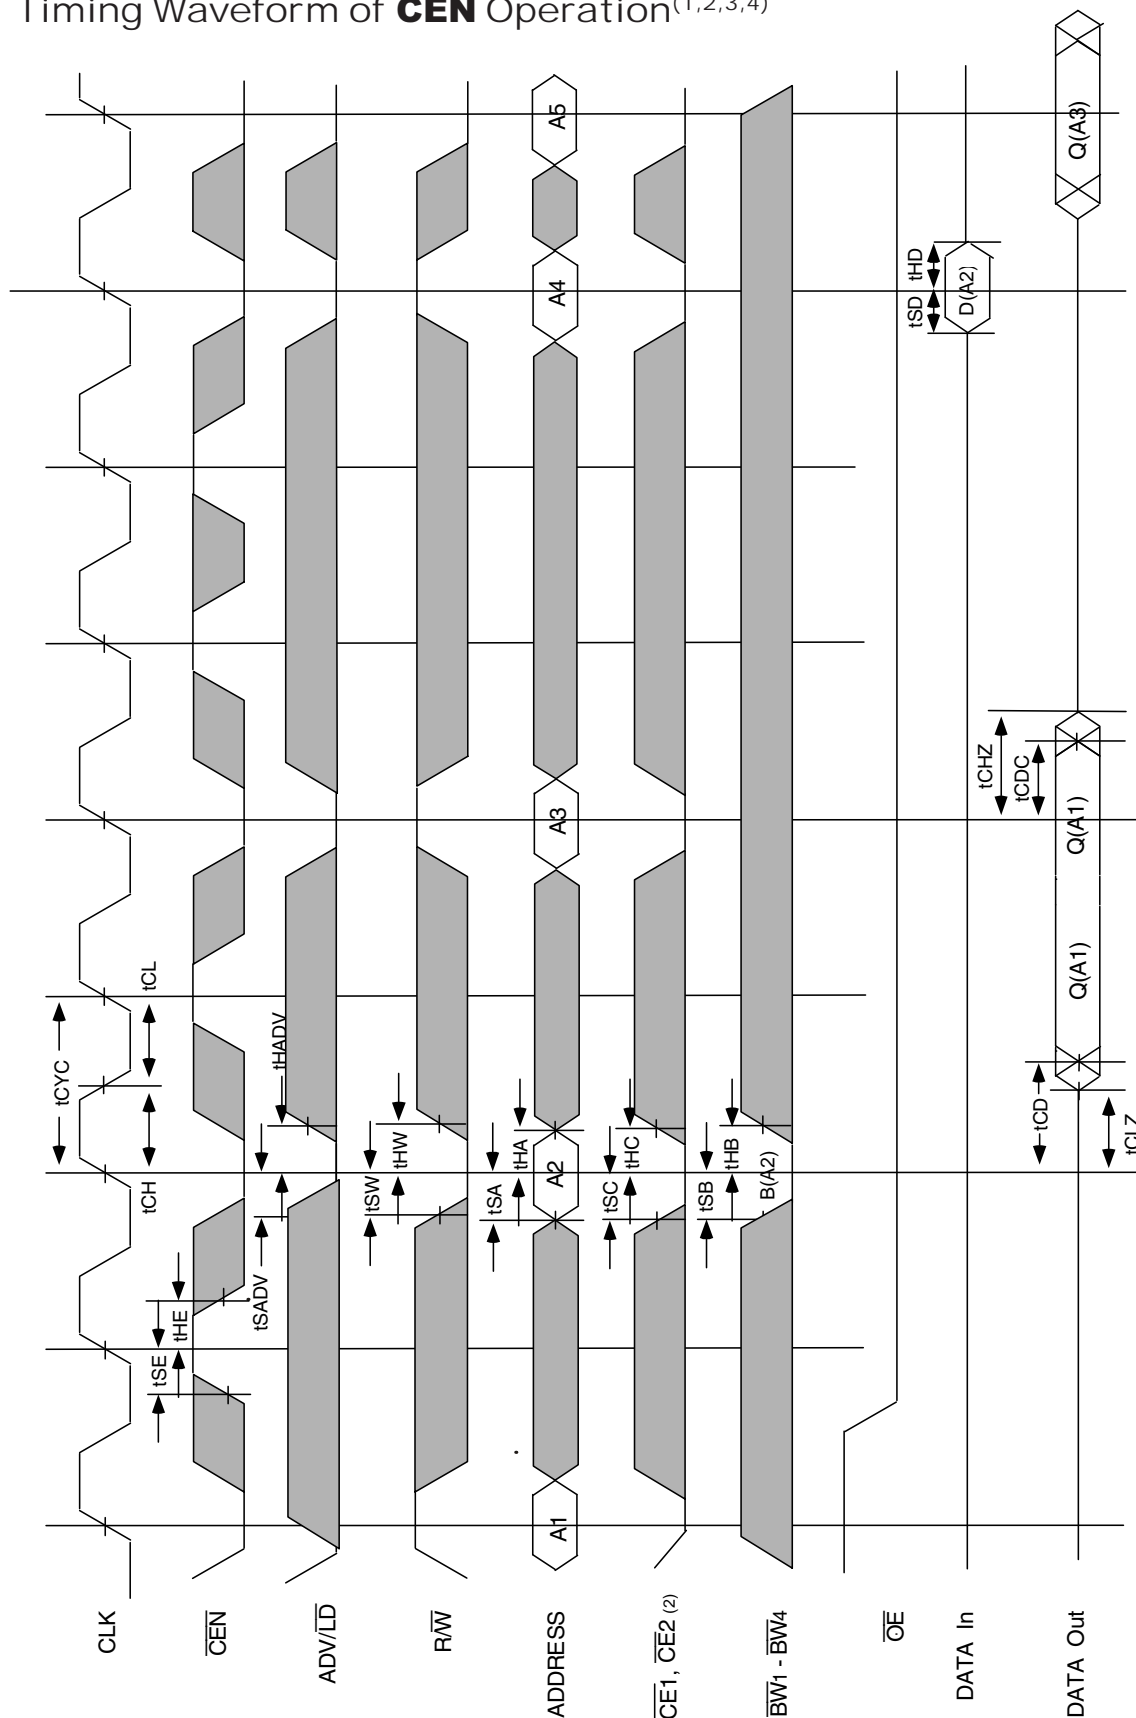 Timing Waveform of CEN Operation(1,2,3,4)
CLK
tCYC
tCH
tCL
CEN
tSE
tHE
ADV/LD
tSADV
tHADV
R/W
tSW
tHW
ADDRESS
A1
A2
A3
A4
A5
tSA
tHA
CE1, CE2 (2)
tSC
tHC
BW1 - BW4
tSB
tHB
B(A2)
OE
DATA In
tSD
tHD
D(A2)
DATA Out
tCD
tCLZ
Q(A1)
Q(A1)
tCHZ
tCDC
Q(A3)